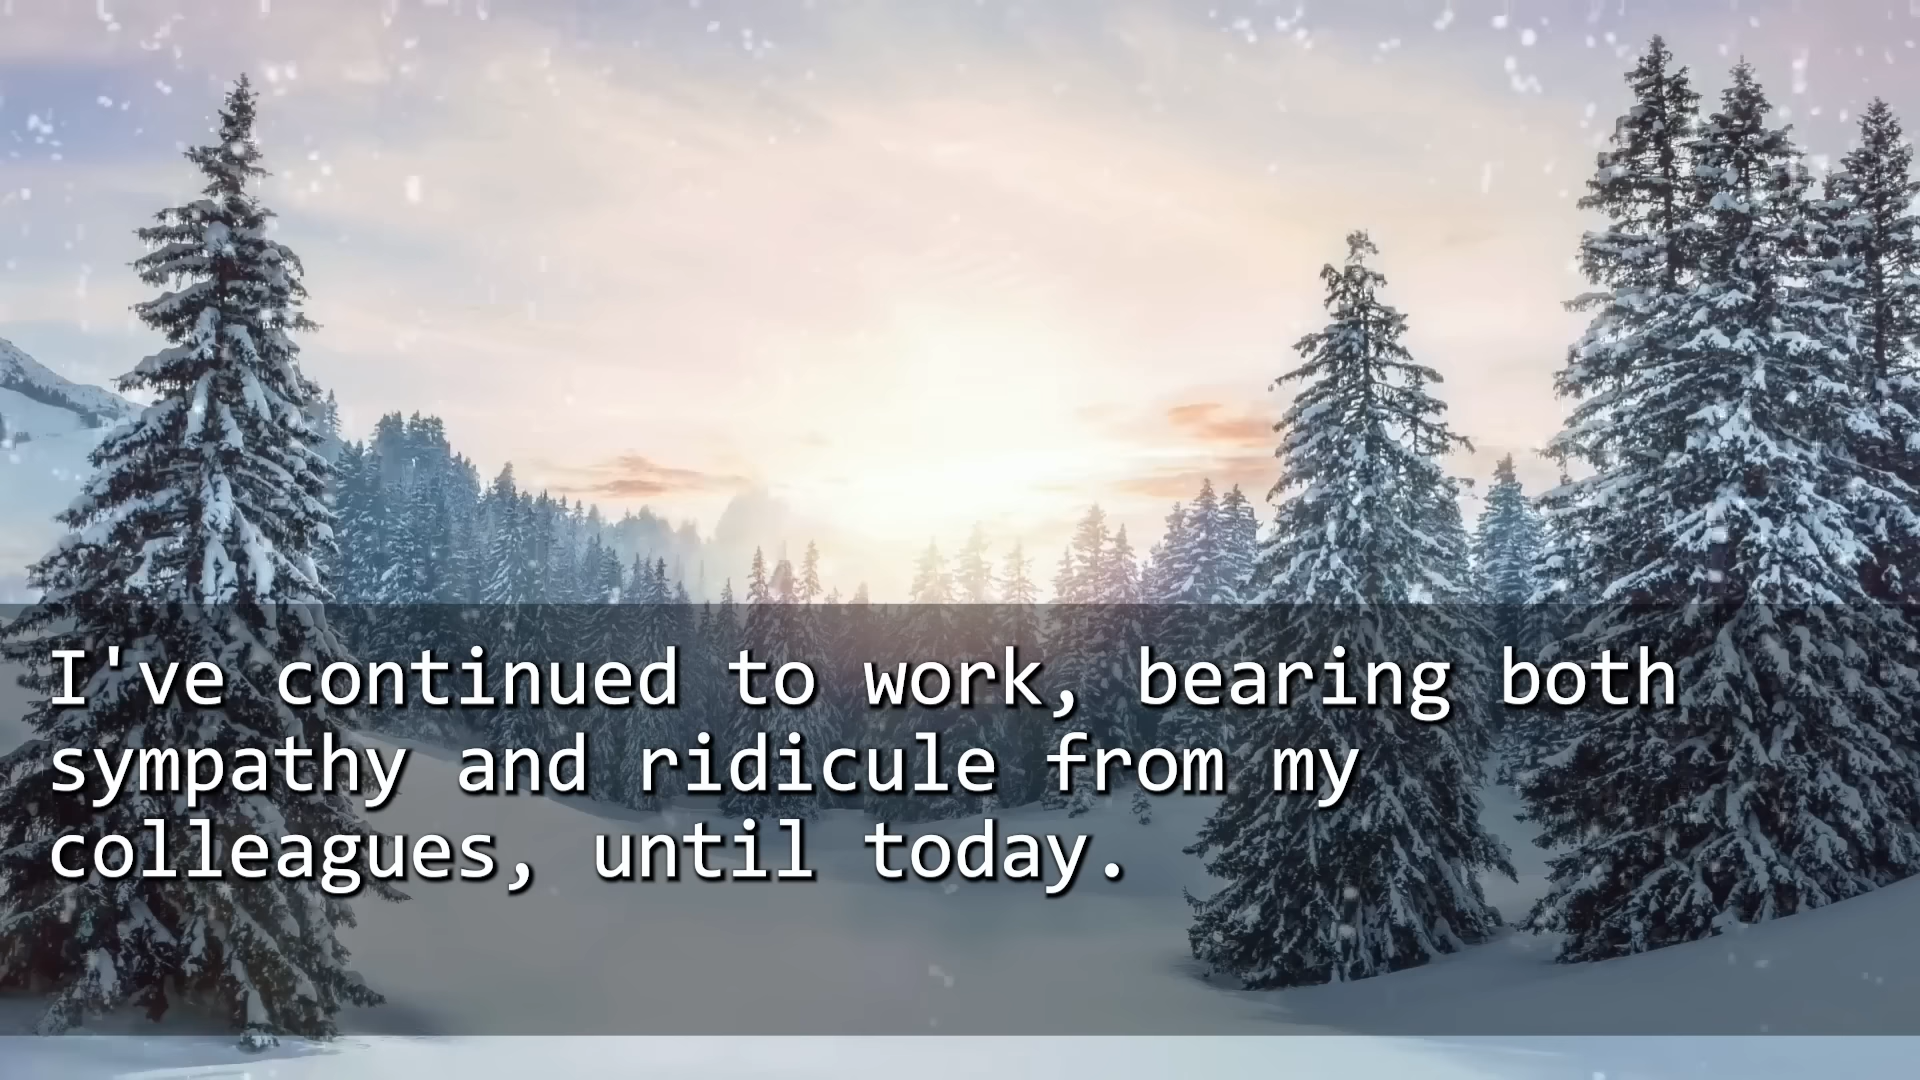 I've continued to work, bearing both
sympathy and ridicule from my
colleagues, until today.